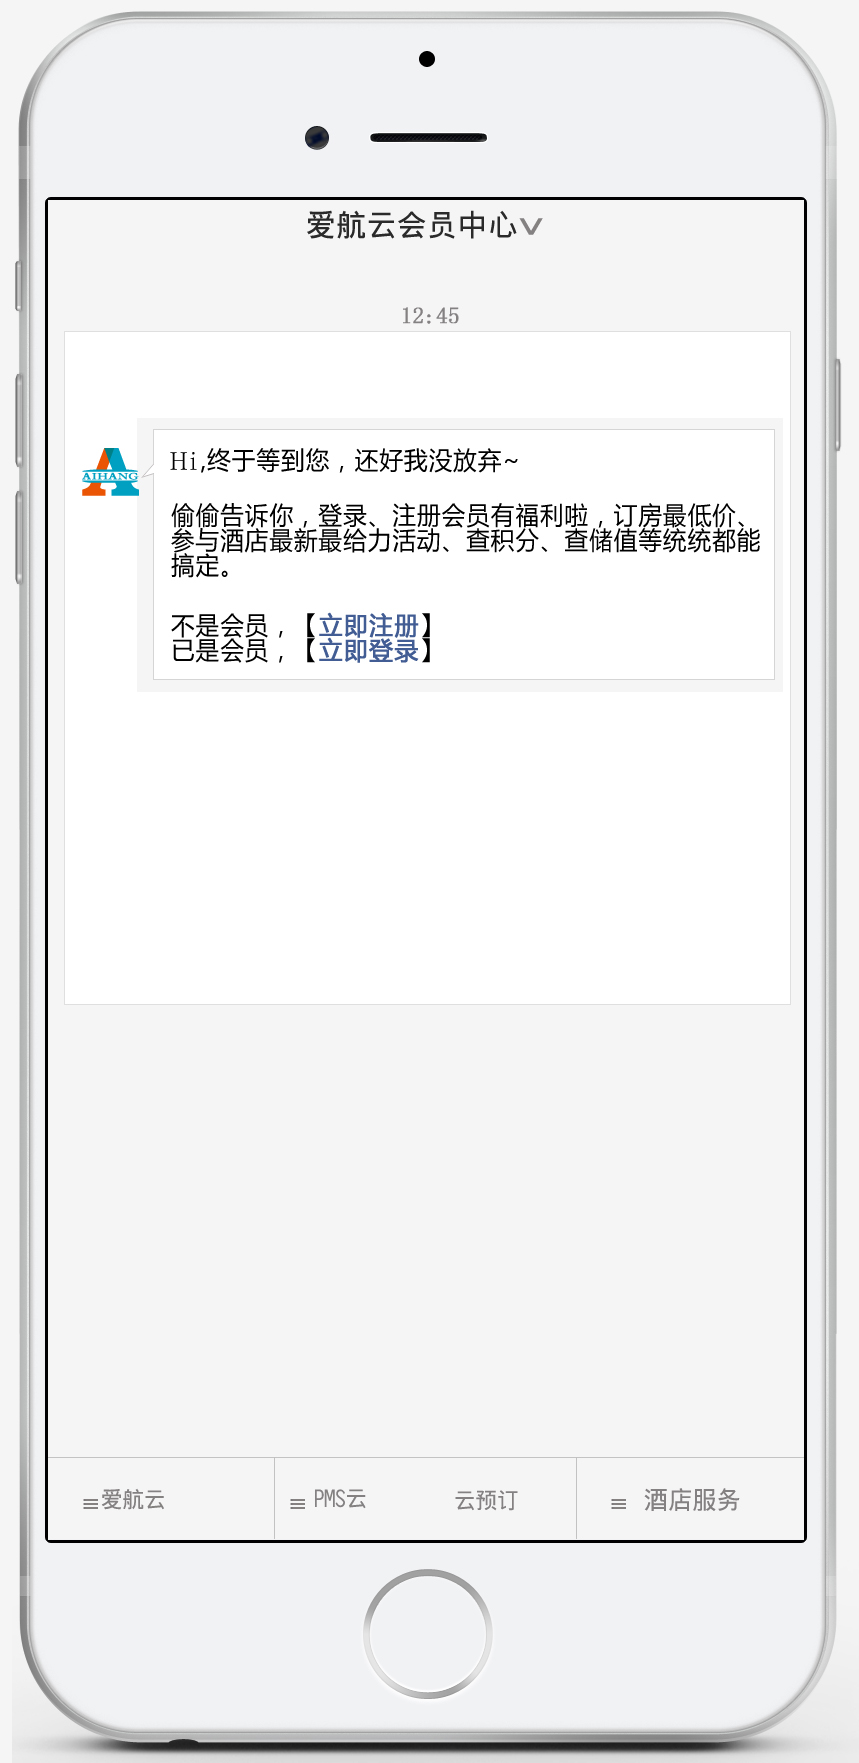 爱航云会员中心
12:45
AIHANG
Hi,终于等到您，还好我没放弃~
偷偷告诉你，登录、注册会员有福利啦，订房最低价、
参与酒店最新最给力活动、查积分、查储值等统统都能
搞定。
不是会员，【立即注册】
已是会员，【立即登录】
≡爱航云 ≡ PMS云 云预订 ≡ 酒店服务